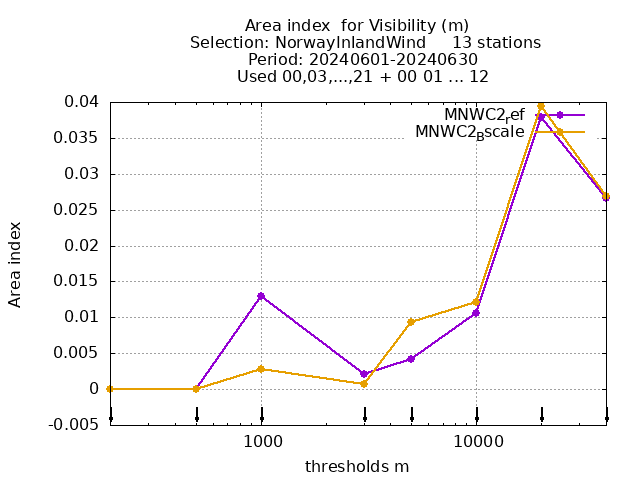 Area index  for Visibility (m)
Selection: NorwayInlandWind     13 stations
Period: 20240601-20240630
Used 00,03,...,21 + 00 01 ... 12
MNWC2ref
MNWC2Bscale
0.04
0.035
0.03
0.025
0.02
0.015
0.01
0.005
0
-0.005
Area index
1000 10000
thresholds m